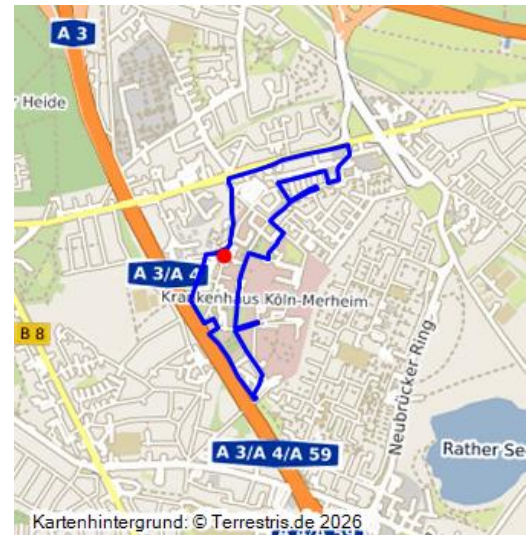 A 3
r Heide
A 3/A 4
Krankenhaus Köln-Merheim
B 8
Neubrücker Ring
A 3/A 4/A 59
Rather See
Kartenhintergrund: © Terrestris.de 2026